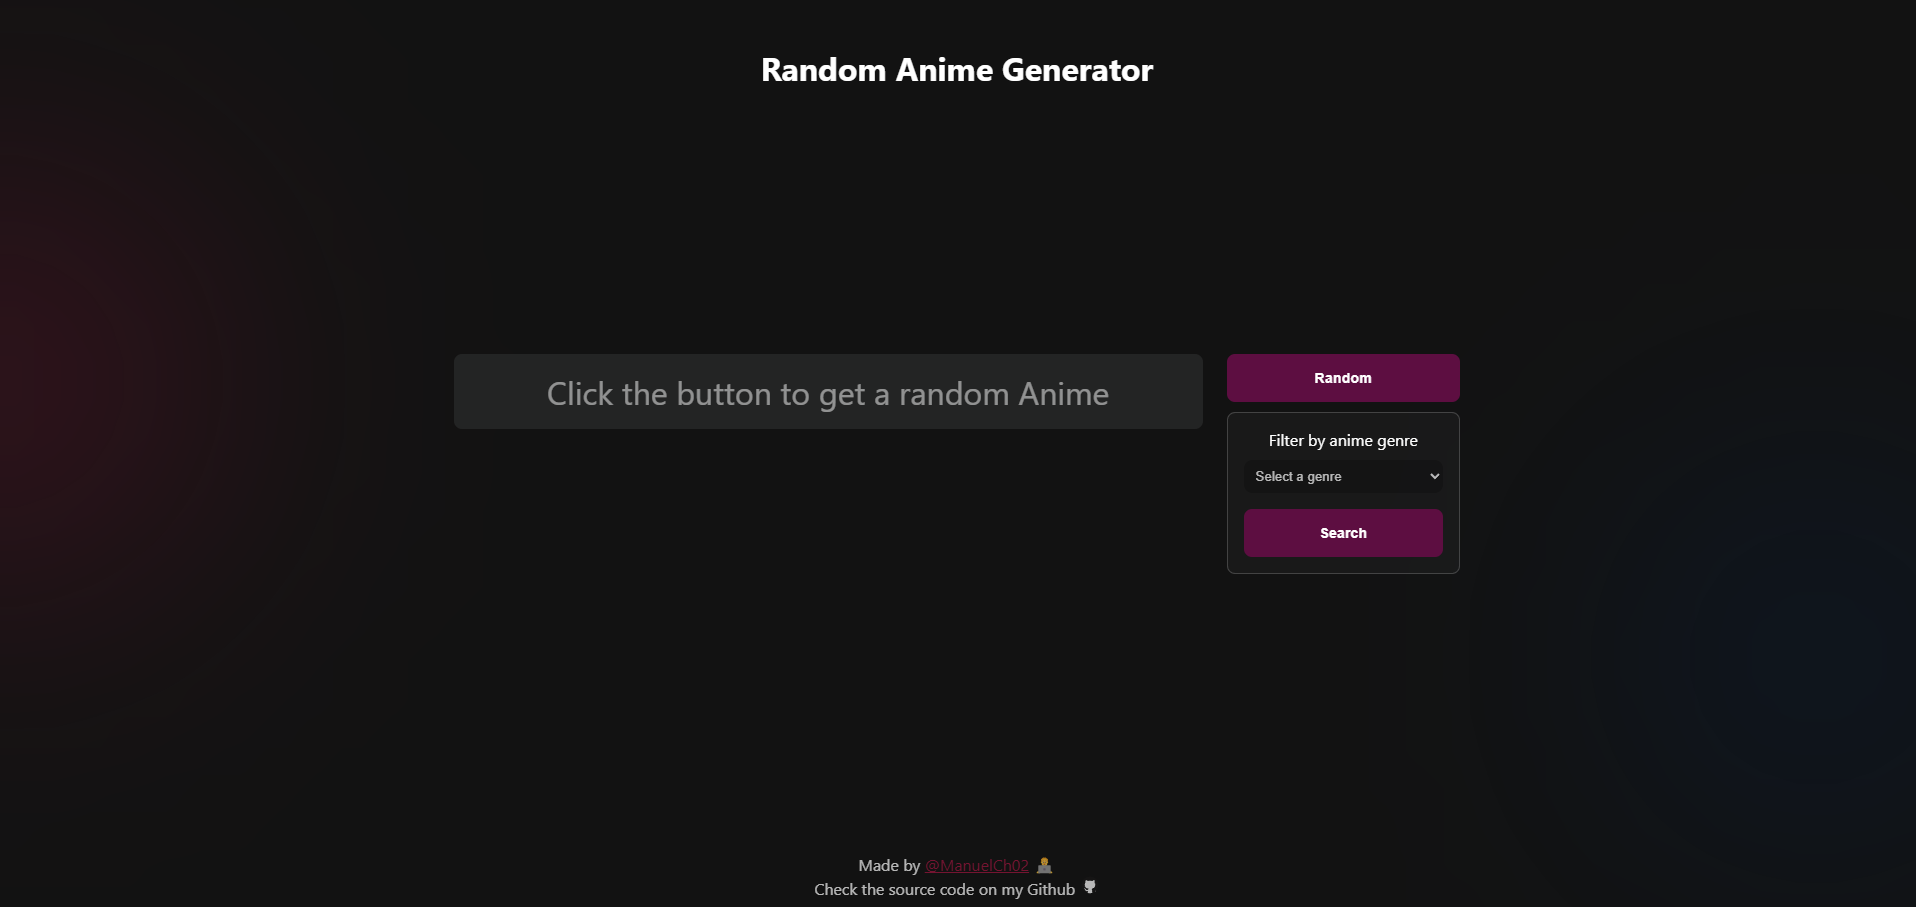 Random Anime Generator
Click the button to get a random Anime
Random
Filter by anime genre
Select a genre
Search
Made by @ManuelCh02
Check the source code on my Github